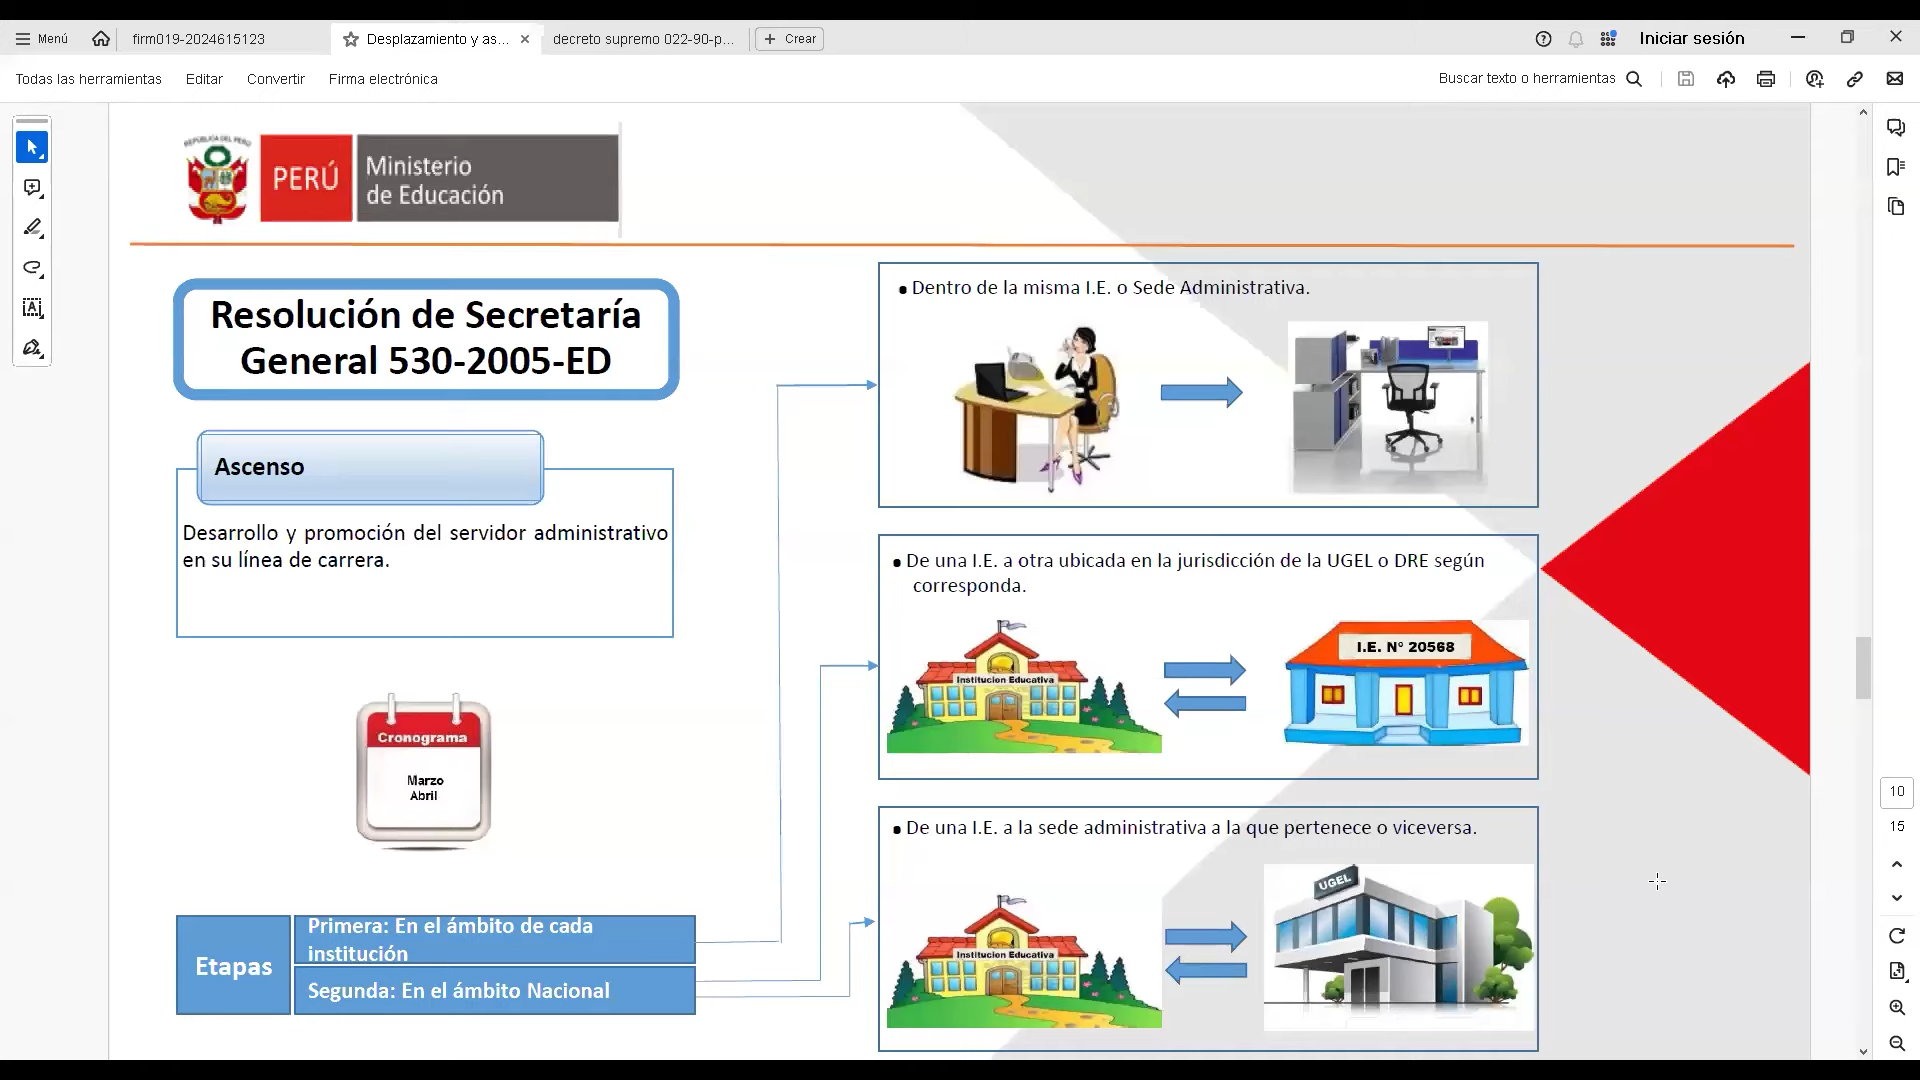 Menú
firm019-2024615123
Desplazamiento y as...
decreto supremo 022-90-p...
Crear
Iniciar sesión
Todas las herramientas
Editar
Convertir
Firma electrónica
Buscar texto o herramientas
REPÚBLICA DEL PERÚ
PERÚ
Ministerio
de Educación
Resolución de Secretaría
General 530-2005-ED
Ascenso
Desarrollo y promoción del servidor administrativo
en su línea de carrera.
Cronograma
Marzo
Abril
Etapas
Primera: En el ámbito de cada
institución
Segunda: En el ámbito Nacional
• Dentro de la misma I.E. o Sede Administrativa.
• De una I.E. a otra ubicada en la jurisdicción de la UGEL o DRE según
corresponda.
Institucion Educativa
I.E. Nº 20568
• De una I.E. a la sede administrativa a la que pertenece o viceversa.
Institucion Educativa
UGEL
10
15